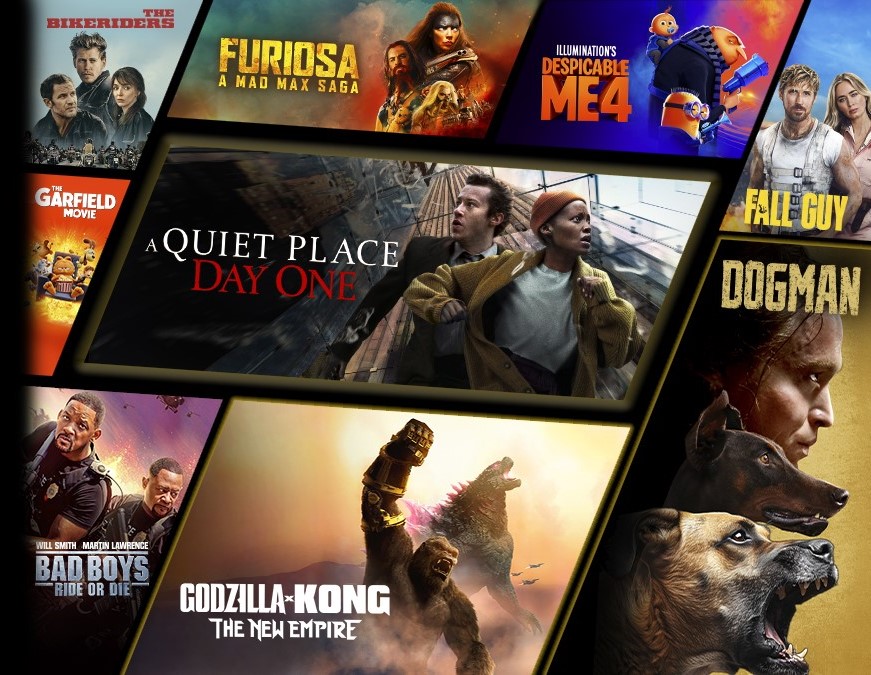 THE
BIKERIDERS
FURIOSA
A MAD MAX SAGA
ILLUMINATION'S
DESPICABLE
ME 4
THE
GARFIELD
MOVIE
A QUIET PLACE
DAY ONE
FALL GUY
DOGMAN
WILL SMITH MARTIN LAWRENCE
BAD BOYS
RIDE OR DIE
GODZILLA x KONG
THE NEW EMPIRE